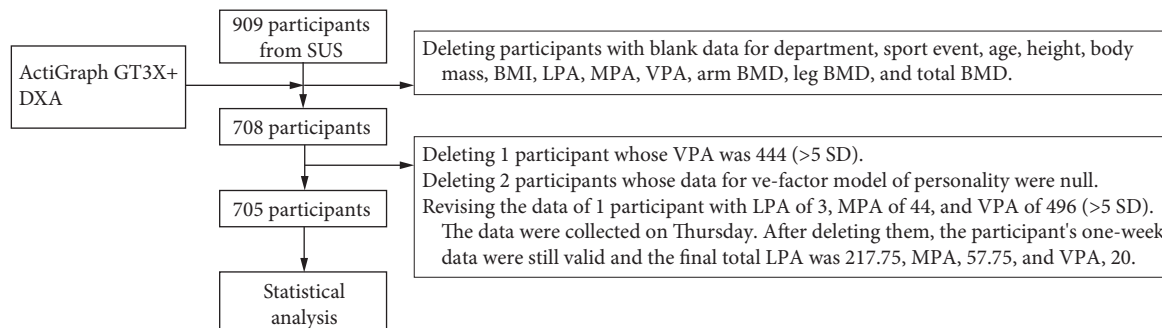 909 participants
from SUS
ActiGraph GT3X+
DXA
Deleting participants with blank data for department, sport event, age, height, body
mass, BMI, LPA, MPA, VPA, arm BMD, leg BMD, and total BMD.
708 participants
Deleting 1 participant whose VPA was 444 (>5 SD).
Deleting 2 participants whose data for ve-factor model of personality were null.
Revising the data of 1 participant with LPA of 3, MPA of 44, and VPA of 496 (>5 SD).
The data were collected on Thursday. After deleting them, the participant's one-week
data were still valid and the final total LPA was 217.75, MPA, 57.75, and VPA, 20.
705 participants
Statistical
analysis